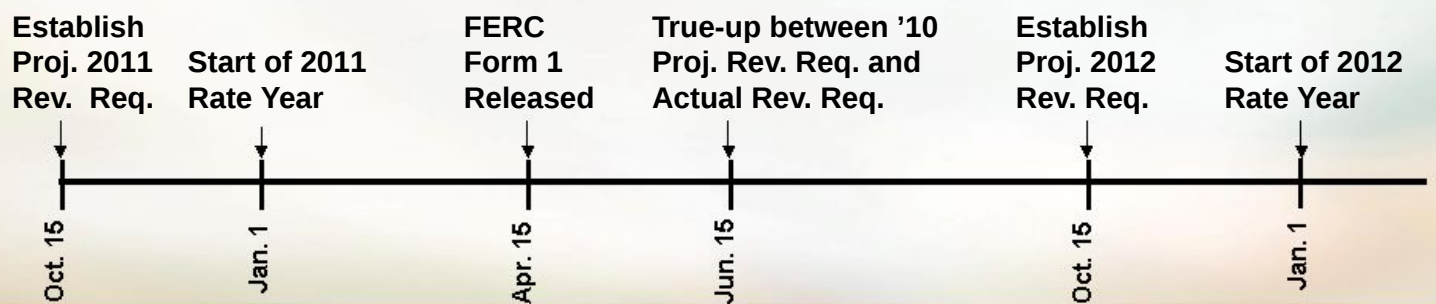 Establish
Proj. 2011
Rev. Req.
Start of 2011
Rate Year
FERC
Form 1
Released
True-up between ’10
Proj. Rev. Req. and
Actual Rev. Req.
Establish
Proj. 2012
Rev. Req.
Start of 2012
Rate Year
Oct. 15
Jan. 1
Apr. 15
Jun. 15
Oct. 15
Jan. 1